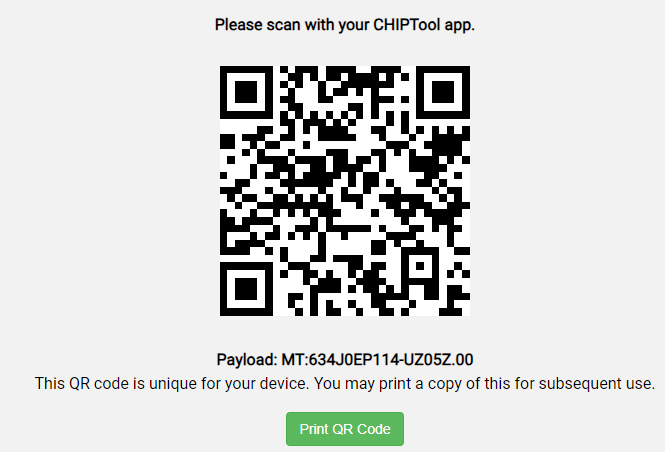 Please scan with your CHIPTool app.
Payload: MT:634J0EP114-UZ05Z.00
This QR code is unique for your device. You may print a copy of this for subsequent use.
Print QR Code